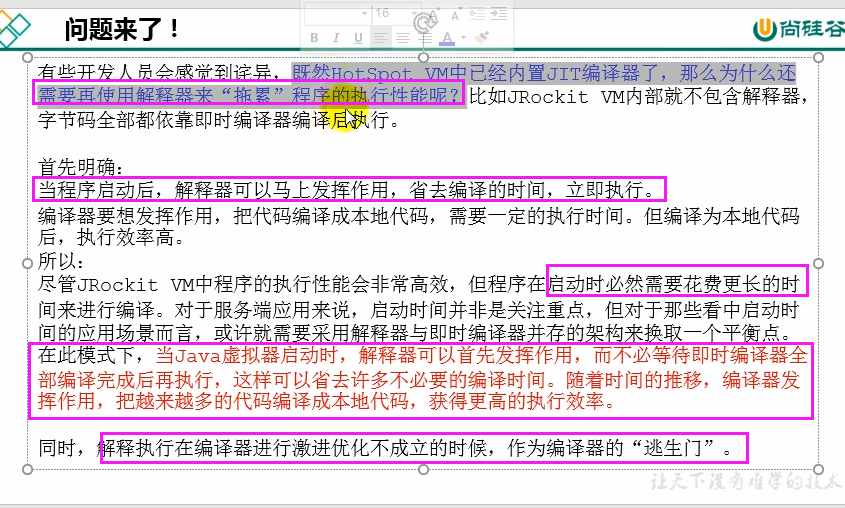 问题来了！
16
B I U
A
尚硅谷
有些开发人员会感觉到诧异，既然HotSpot VM中已经内置JIT编译器了，那么为什么还
需要再使用解释器来“拖累”程序的执行性能呢？比如JRockit VM内部就不包含解释器，
字节码全部都依靠即时编译器编译后执行。
首先明确：
当程序启动后，解释器可以马上发挥作用，省去编译的时间，立即执行。
编译器要想发挥作用，把代码编译成本地代码，需要一定的执行时间。但编译为本地代码
后，执行效率高。
所以：
尽管JRockit VM中程序的执行性能会非常高效，但程序在启动时必然需要花费更长的时
间来进行编译。对于服务端应用来说，启动时间并非是关注重点，但对于那些看中启动时
间的应用场景而言，或许就需要采用解释器与即时编译器并存的架构来换取一个平衡点。
在此模式下，当Java虚拟器启动时，解释器可以首先发挥作用，而不必等待即时编译器全
部编译完成后再执行，这样可以省去许多不必要的编译时间。随着时间的推移，编译器发
挥作用，把越来越多的代码编译成本地代码，获得更高的执行效率。
同时，解释执行在编译器进行激进优化不成立的时候，作为编译器的“逃生门”。
让天下没有难学的技术